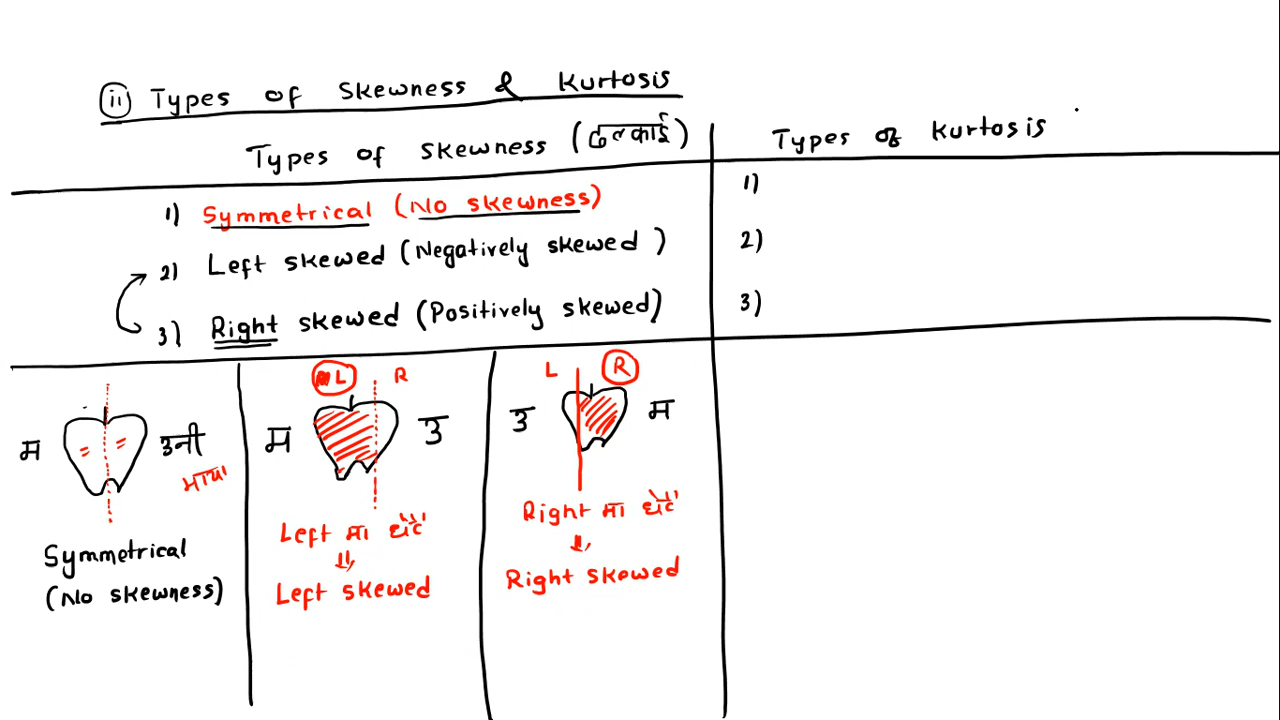 ii) Types of Skewness & Kurtosis
Types of skewness (ढल्काई)
1) Symmetrical (No skewness)
2) Left skewed (Negatively skewed)
3) Right skewed (Positively skewed)
Types of Kurtosis
1)
2)
3)
म = = उनी
माया
Symmetrical
(No skewness)
L R
म उ
Left मा धेरै
Left skewed
L R
उ म
Right मा धेरै
Right skewed